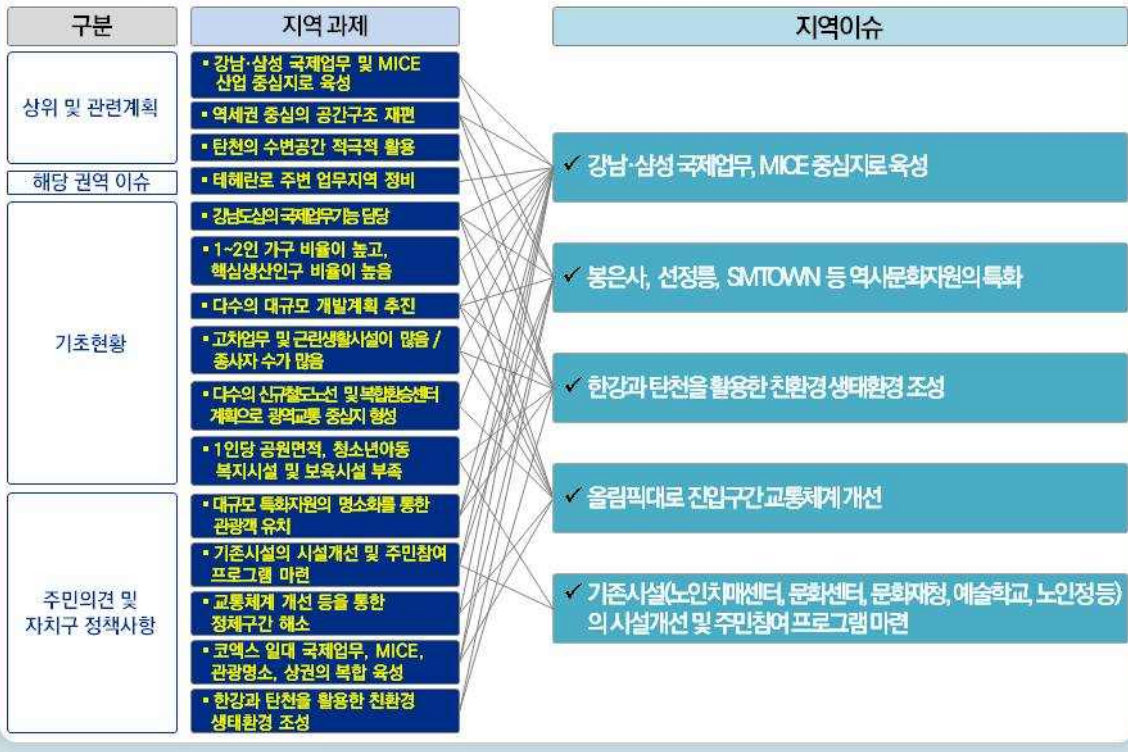 구분
지역 과제
지역이슈
상위 및 관련계획
▪ 강남·삼성 국제업무 및 MICE
산업 중심지로 육성
▪ 역세권 중심의 공간구조 재편
▪ 탄천의 수변공간 적극적 활용
해당 권역 이슈
▪ 테헤란로 주변 업무지역 정비
기초현황
▪ 강남도심의 국제업무기능 담당
▪ 1~2인 가구 비율이 높고,
핵심생산인구 비율이 높음
▪ 다수의 대규모 개발계획 추진
▪ 고차업무 및 근린생활시설이 많음 /
종사자 수가 많음
▪ 다수의 신규철도노선 및 복합환승센터
계획으로 광역교통 중심지 형성
▪ 1인당 공원면적, 청소년아동
복지시설 및 보육시설 부족
주민의견 및
자치구 정책사항
▪ 대규모 특화자원의 명소화를 통한
관광객 유치
▪ 기존시설의 시설개선 및 주민참여
프로그램 마련
▪ 교통체계 개선 등을 통한
정체구간 해소
▪ 코엑스 일대 국제업무, MICE,
관광명소, 상권의 복합 육성
▪ 한강과 탄천을 활용한 친환경
생태환경 조성
✓ 강남·삼성 국제업무, MICE 중심지로 육성
✓ 봉은사, 선정릉, SMTOWN 등 역사문화자원의 특화
✓ 한강과 탄천을 활용한 친환경 생태환경 조성
✓ 올림픽대로 진입구간 교통체계 개선
✓ 기존시설(노인치매센터, 문화센터, 문화재청, 예술학교, 노인정 등)
의 시설개선 및 주민참여 프로그램 마련